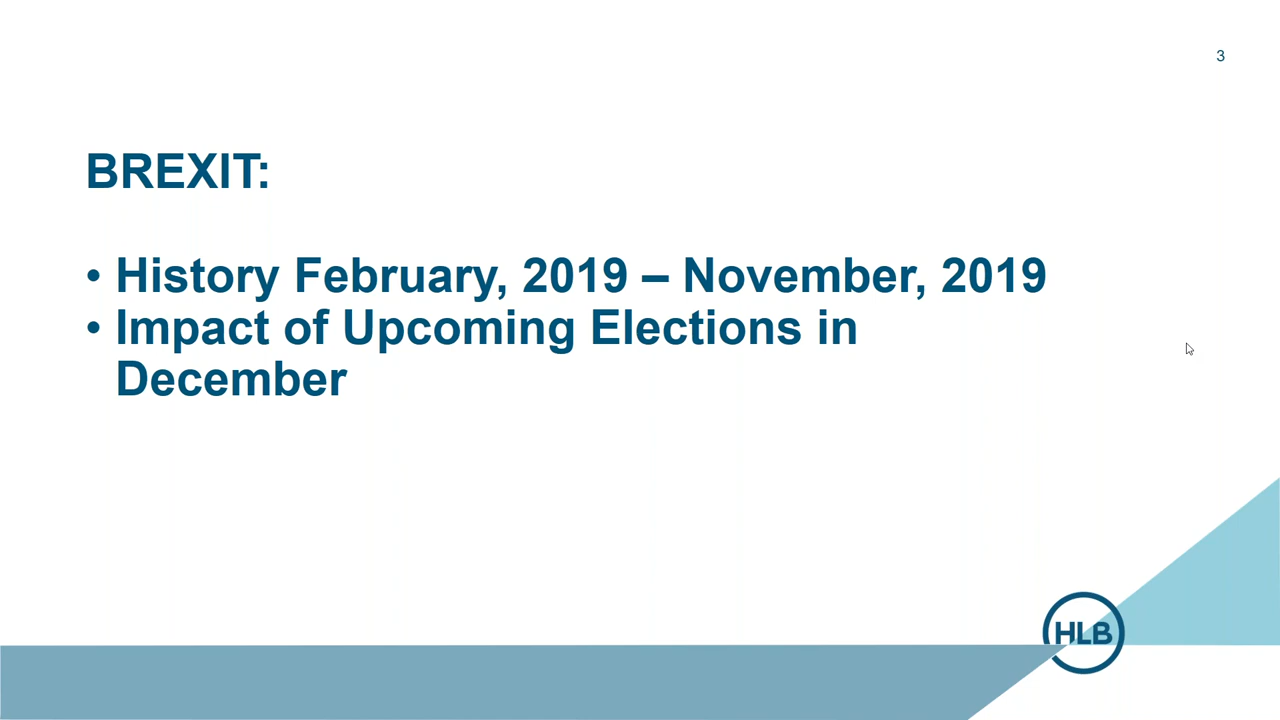 3
BREXIT:
• History February, 2019 – November, 2019
• Impact of Upcoming Elections in
December
HLB